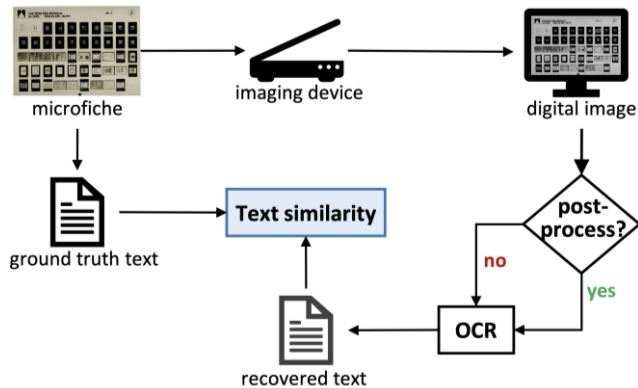 microfiche
imaging device
digital image
ground truth text
Text similarity
post-
process?
no
yes
OCR
recovered text